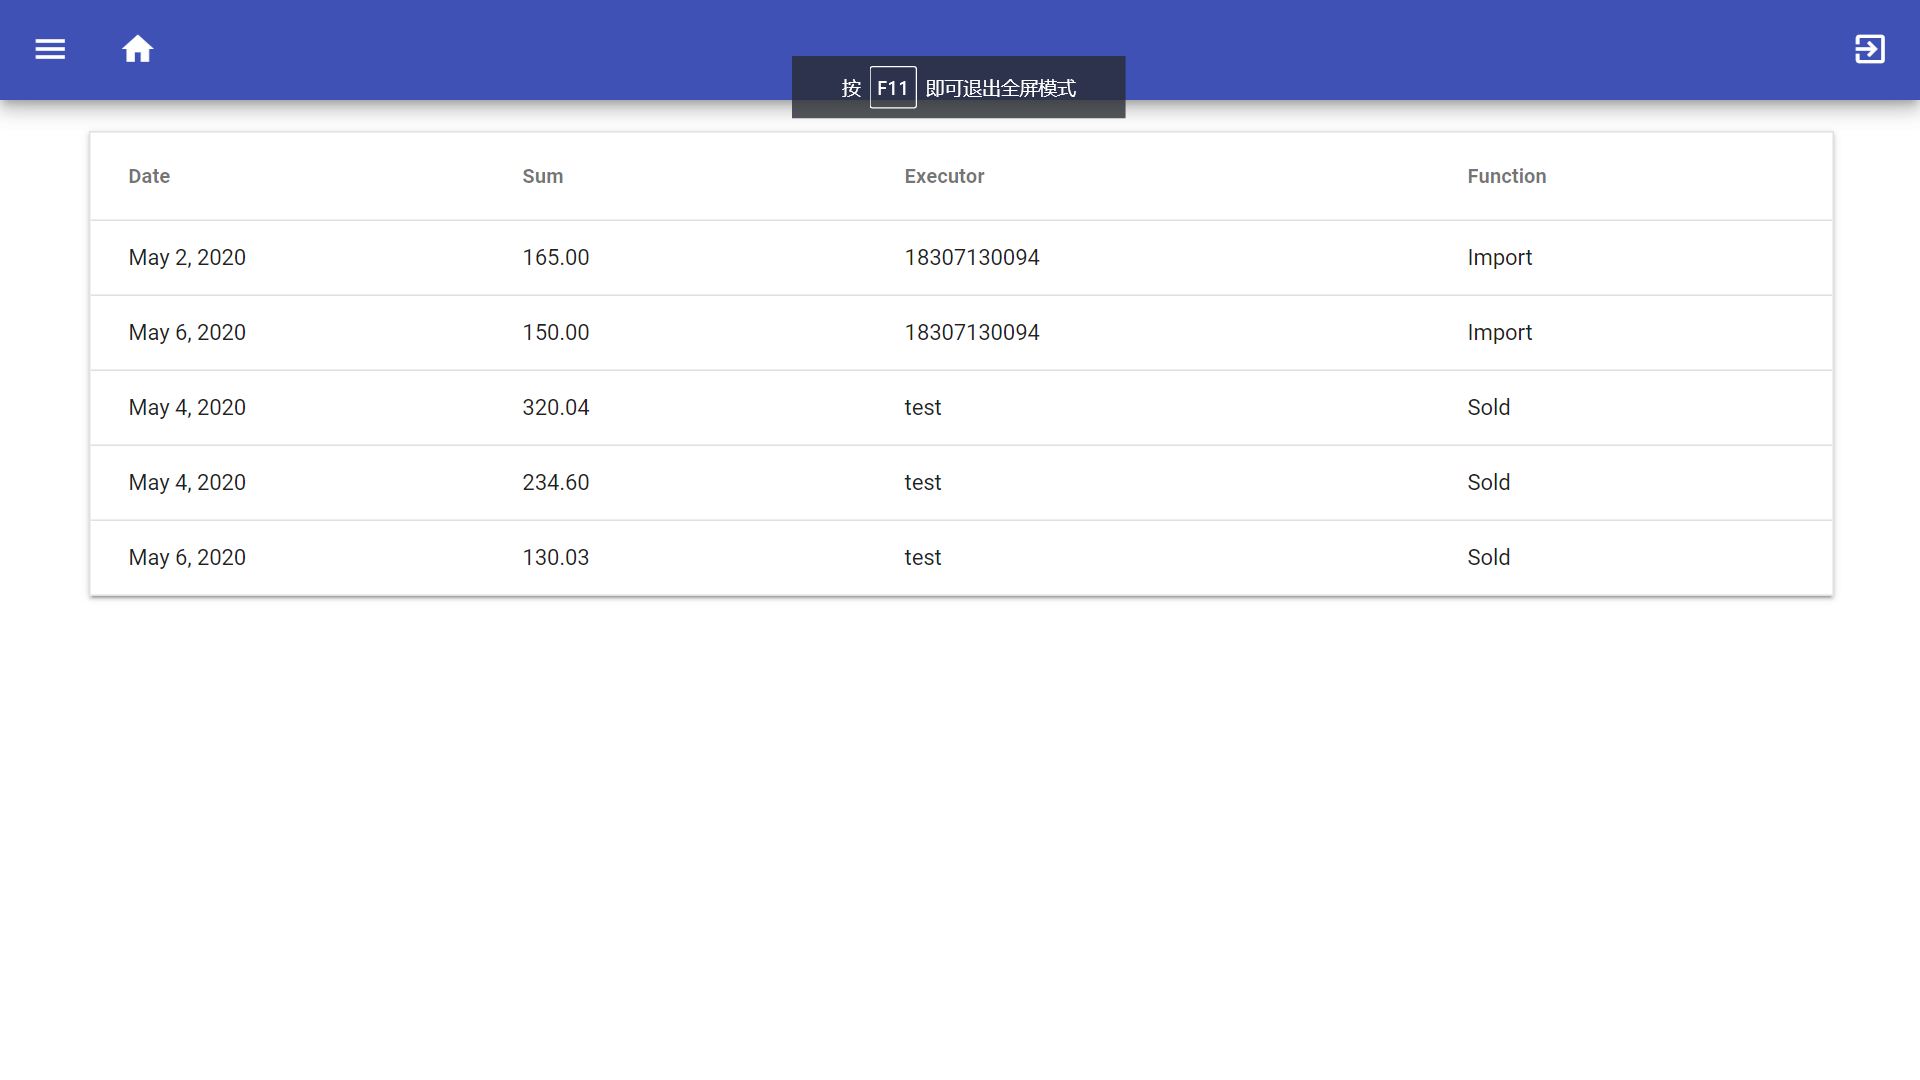 按 F11 即可退出全屏模式
Date Sum Executor Function
May 2, 2020 165.00 18307130094 Import
May 6, 2020 150.00 18307130094 Import
May 4, 2020 320.04 test Sold
May 4, 2020 234.60 test Sold
May 6, 2020 130.03 test Sold